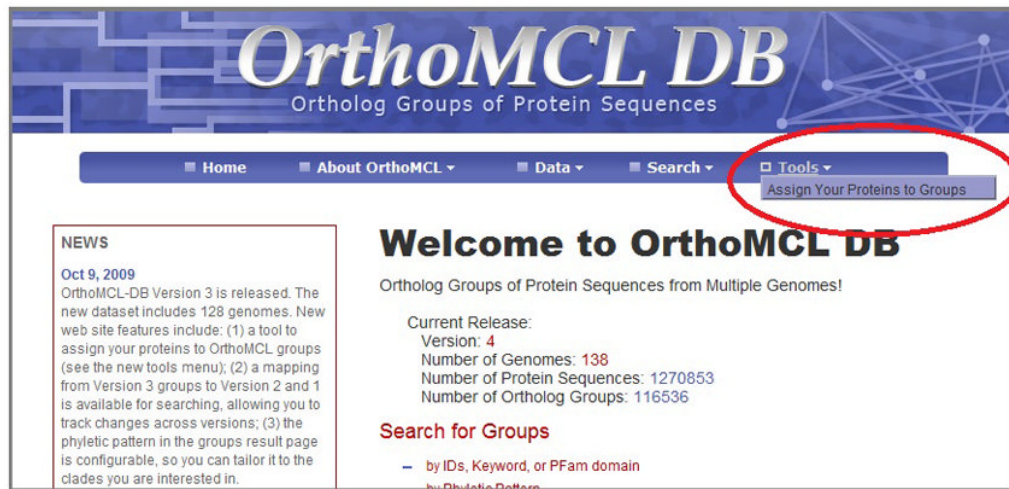 OrthoMCL DB
Ortholog Groups of Protein Sequences
Home About OrthoMCL Data Search Tools
Assign Your Proteins to Groups
NEWS
Oct 9, 2009
OrthoMCL-DB Version 3 is released. The
new dataset includes 128 genomes. New
web site features include: (1) a tool to
assign your proteins to OrthoMCL groups
(see the new tools menu); (2) a mapping
from Version 3 groups to Version 2 and 1
is available for searching, allowing you to
track changes across versions; (3) the
phyletic pattern in the groups result page
is configurable, so you can tailor it to the
clades you are interested in.
Welcome to OrthoMCL DB
Ortholog Groups of Protein Sequences from Multiple Genomes!
Current Release:
Version: 4
Number of Genomes: 138
Number of Protein Sequences: 1270853
Number of Ortholog Groups: 116536
Search for Groups
by IDs, Keyword, or PFam domain
by Phyletic Pattern